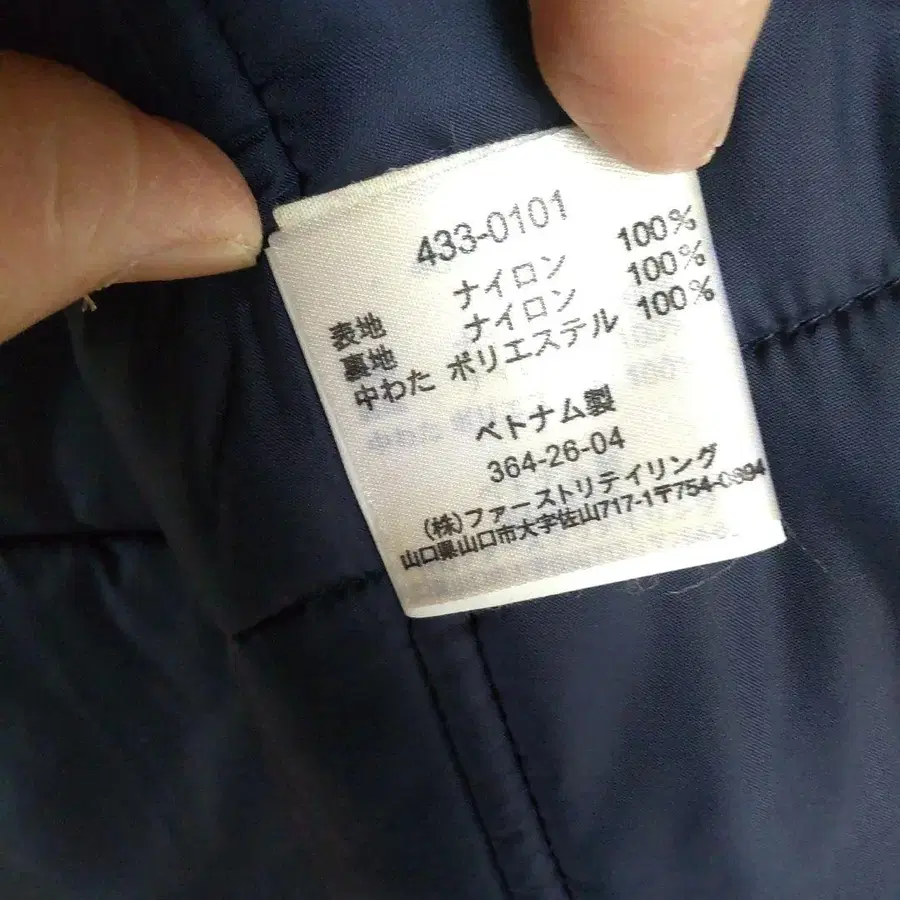 433-0101
表地 ナイロン 100%
裏地 ナイロン 100%
中わた ポリエステル 100%
ベトナム製
364-26-04
(株)ファーストリテイリング
山口県山口市大字佐山717-1〒754-0894